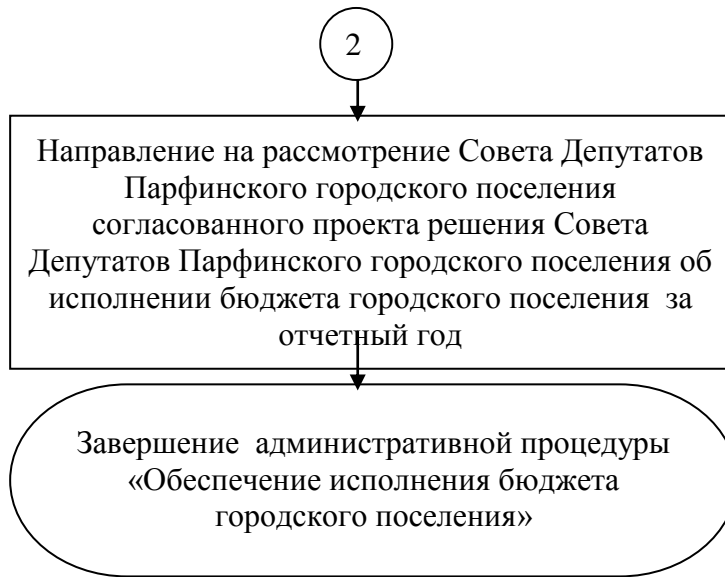 2
Направление на рассмотрение Совета Депутатов
Парфинского городского поселения
согласованного проекта решения Совета
Депутатов Парфинского городского поселения об
исполнении бюджета городского поселения  за
отчетный год
Завершение  административной процедуры
«Обеспечение исполнения бюджета
городского поселения»